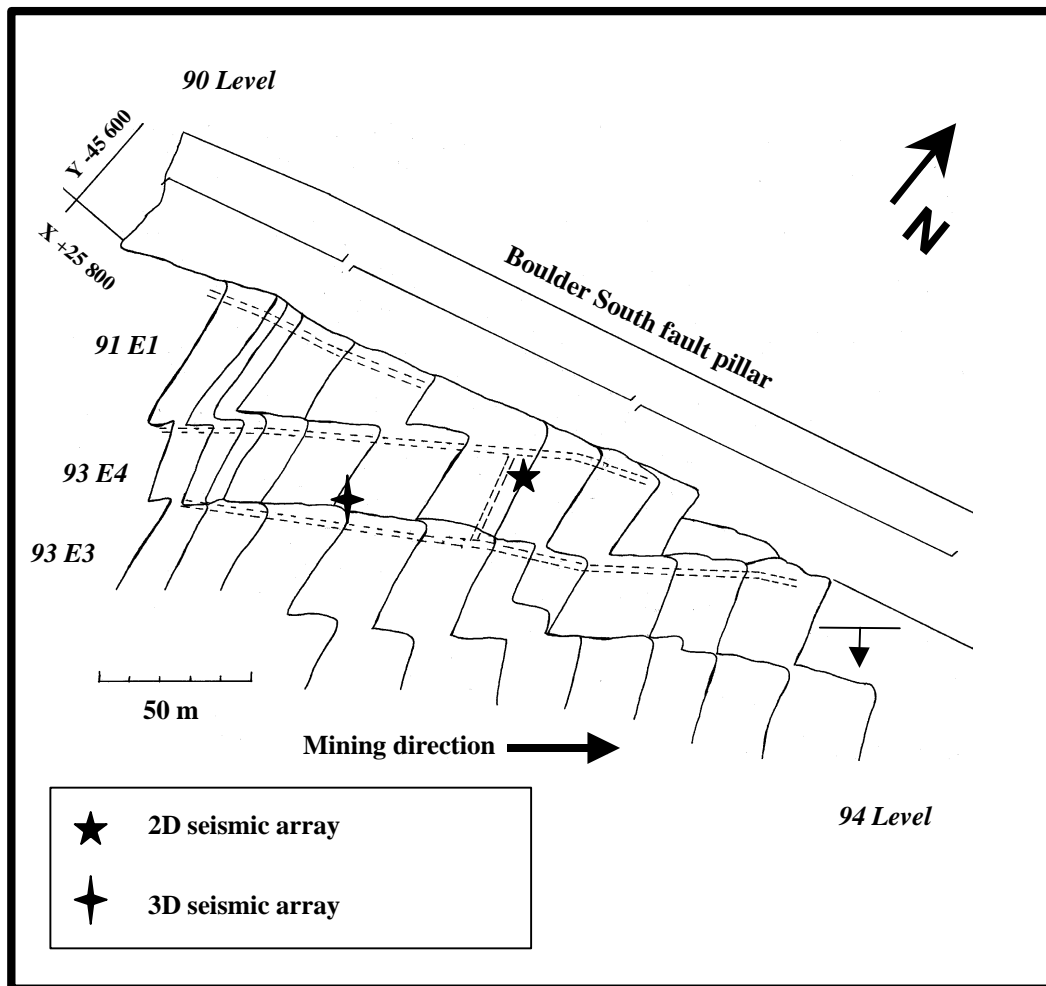 90 Level
Y -45 600
X +25 800
N
Boulder South fault pillar
91 E1
93 E4
93 E3
50 m
Mining direction
94 Level
2D seismic array
3D seismic array